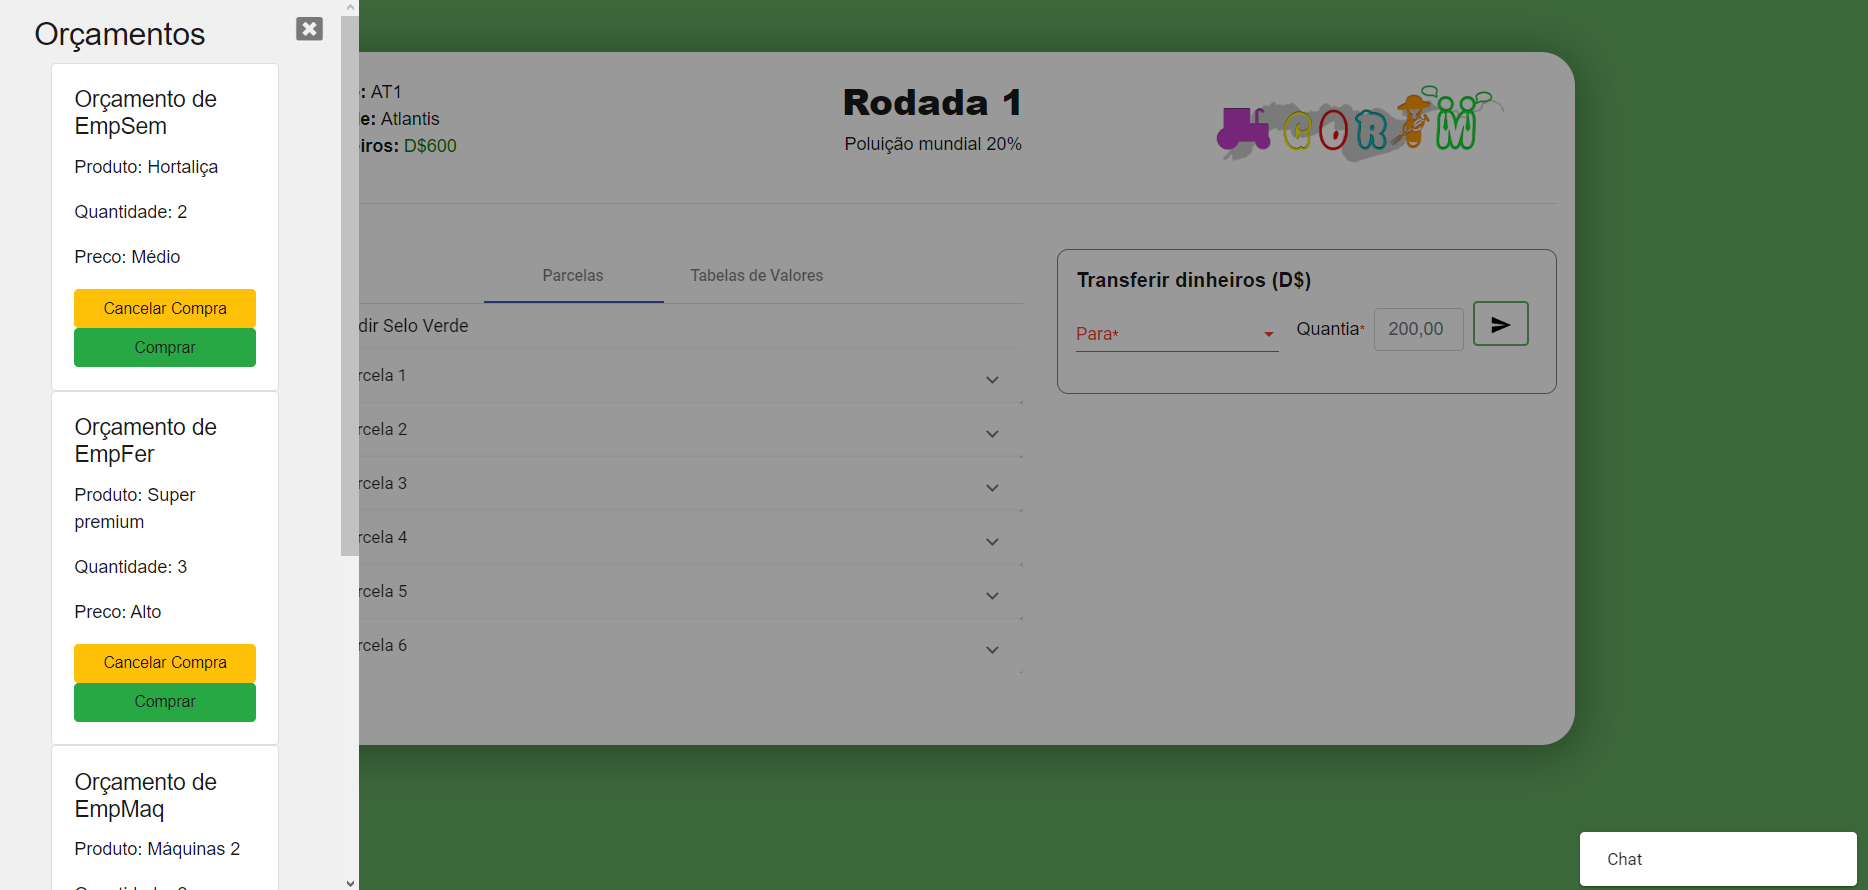 Orçamentos
Orçamento de
EmpSem
Produto: Hortaliça
Quantidade: 2
Preco: Médio
Cancelar Compra
Comprar
Orçamento de
EmpFer
Produto: Super
premium
Quantidade: 3
Preco: Alto
Cancelar Compra
Comprar
Orçamento de
EmpMaq
Produto: Máquinas 2
: AT1
e: Atlantis
iros: D$600
Rodada 1
Poluição mundial 20%
CORIM
Parcelas
Tabelas de Valores
dir Selo Verde
rcela 1
rcela 2
rcela 3
rcela 4
rcela 5
rcela 6
Transferir dinheiros (D$)
Para*
Quantia*
200,00
Chat